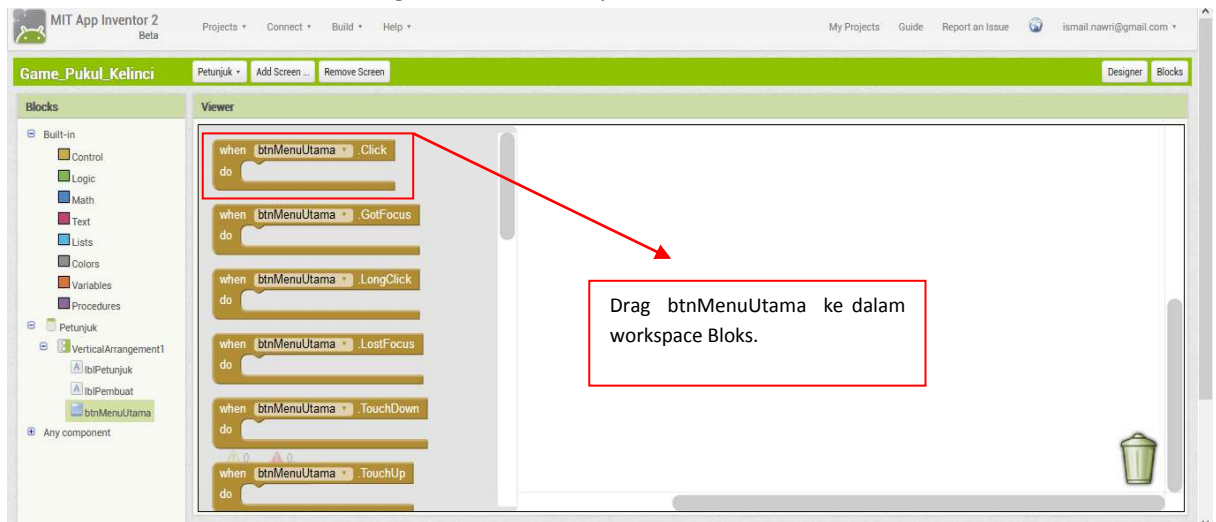 MIT App Inventor 2
Beta
Projects Connect Build Help
My Projects Guide Report an Issue ismail.nawri@gmail.com
Game_Pukul_Kelinci
Petunjuk Add Screen ... Remove Screen
Designer Blocks
Blocks
Viewer
Built-in
Control
Logic
Math
Text
Lists
Colors
Variables
Procedures
Petunjuk
VerticalArrangement1
lblPetunjuk
lblPembuat
btnMenuUtama
Any component
when btnMenuUtama .Click
do
when btnMenuUtama .GotFocus
do
when btnMenuUtama .LongClick
do
when btnMenuUtama .LostFocus
do
when btnMenuUtama .TouchDown
do
0 0
when btnMenuUtama .TouchUp
do
Drag btnMenuUtama ke dalam
workspace Bloks.